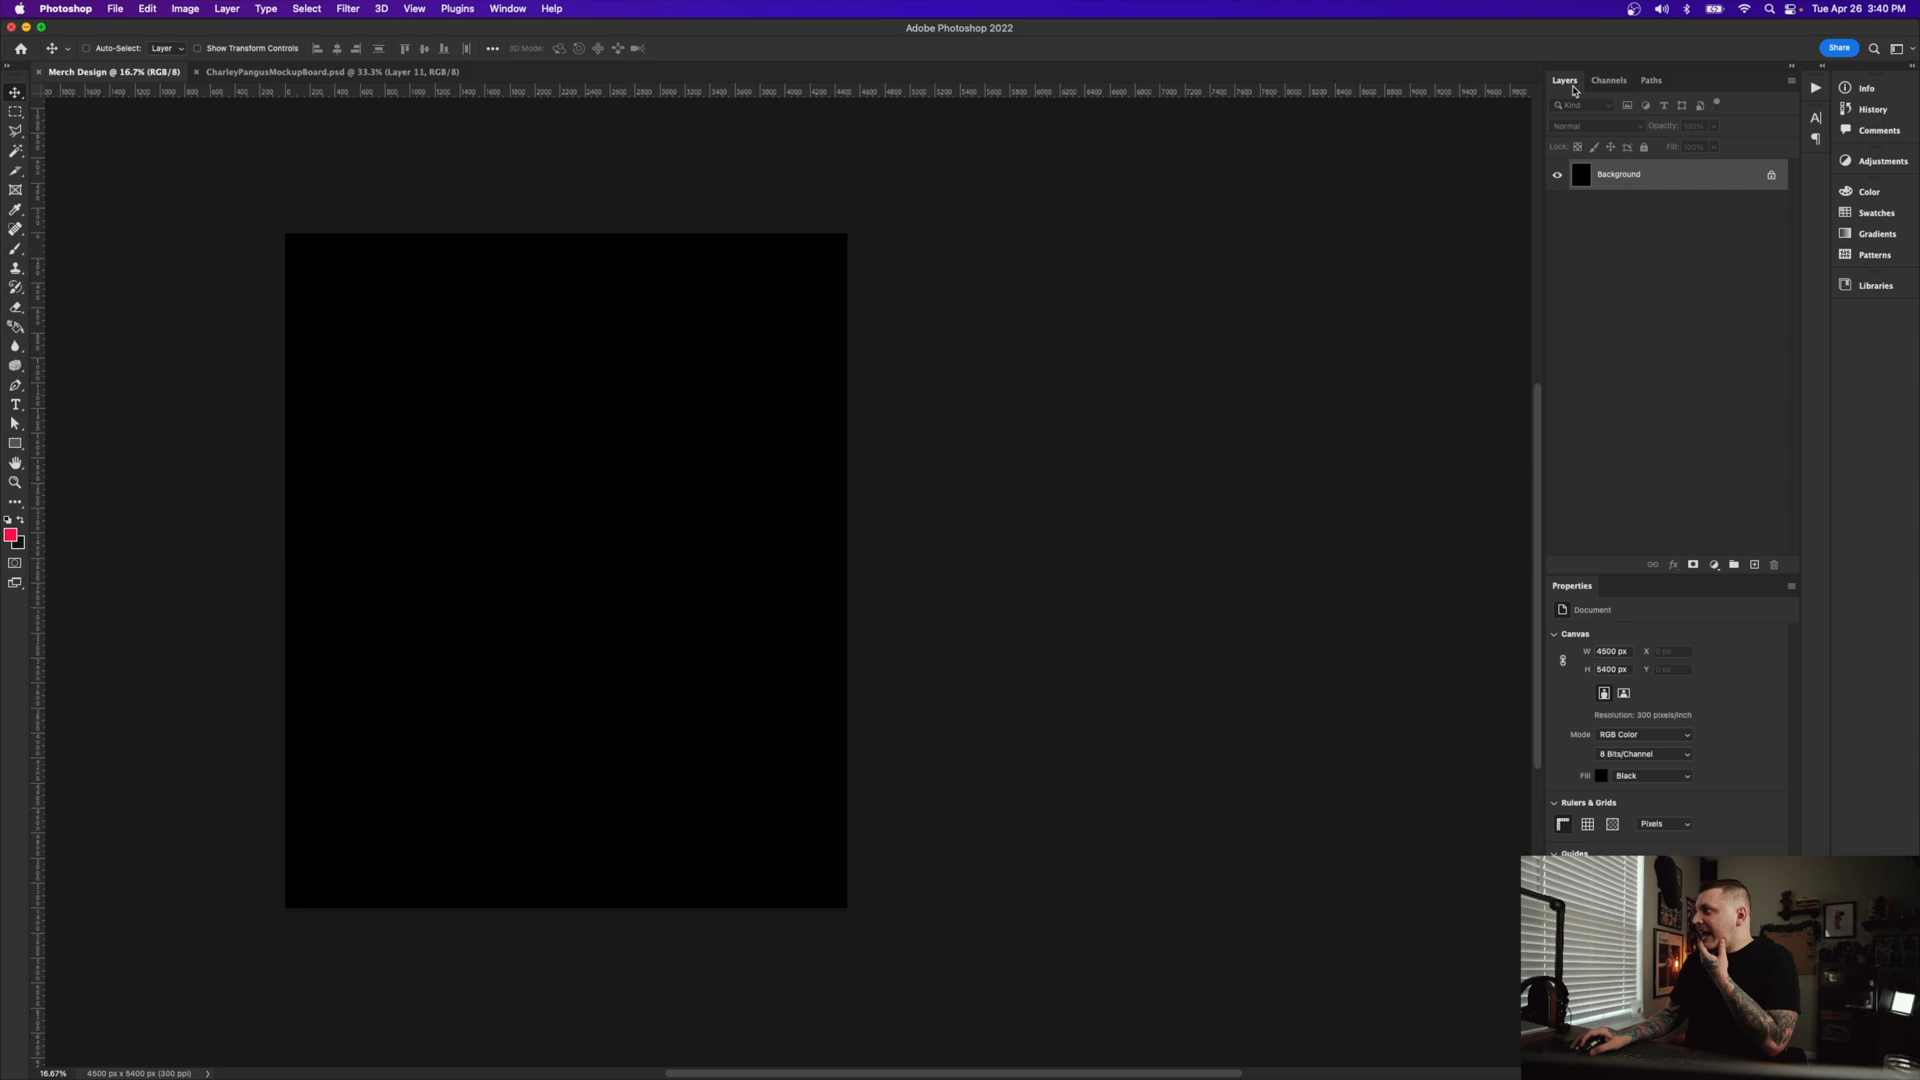 Photoshop File Edit Image Layer Type Select Filter 3D View Plugins Window Help
Tue Apr 26 3:40 PM
Adobe Photoshop 2022
Auto-Select: Layer Show Transform Controls 3D Mode: Share
Merch Design @ 16.7% (RGB/8)
CharleyPangusMockupBoard.psd @ 33.3% (Layer 11, RGB/8)
Layers Channels Paths
Kind
Normal Opacity: 100%
Lock: Fill: 100%
Background
Info
History
Comments
Adjustments
Color
Swatches
Gradients
Patterns
Libraries
Properties
Document
Canvas
W 4500 px X 0 px
H 5400 px Y 0 px
Resolution: 300 pixels/inch
Mode RGB Color
8 Bits/Channel
Fill Black
Rulers & Grids
Pixels
Guides
16.67% 4500 px x 5400 px (300 ppi)